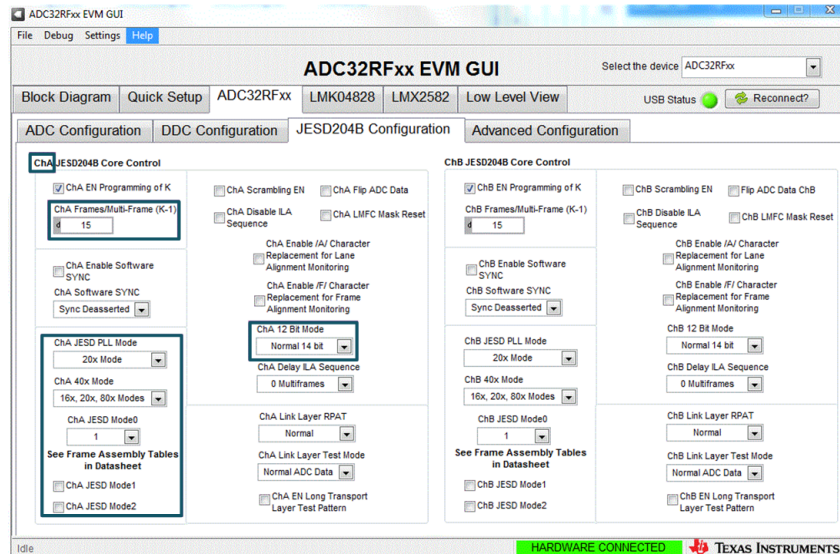 ADC32RFxx EVM GUI
File Debug Settings Help
ADC32RFxx EVM GUI
Select the device ADC32RFxx
Block Diagram Quick Setup ADC32RFxx LMK04828 LMX2582 Low Level View
USB Status Reconnect?
ADC Configuration DDC Configuration JESD204B Configuration Advanced Configuration
ChA JESD204B Core Control
ChA EN Programming of K
ChA Frames/Multi-Frame (K-1)
d 15
ChA Enable Software
SYNC
ChA Software SYNC
Sync Deasserted
ChA JESD PLL Mode
20x Mode
ChA 40x Mode
16x, 20x, 80x Modes
ChA JESD Mode0
1
See Frame Assembly Tables
in Datasheet
ChA JESD Mode1
ChA JESD Mode2
ChA Scrambling EN
ChA Flip ADC Data
ChA Disable ILA
Sequence
ChA LMFC Mask Reset
ChA Enable /A/ Character
Replacement for Lane
Alignment Monitoring
ChA Enable /F/ Character
Replacement for Frame
Alignment Monitoring
ChA 12 Bit Mode
Normal 14 bit
ChA Delay ILA Sequence
0 Multiframes
ChA Link Layer RPAT
Normal
ChA Link Layer Test Mode
Normal ADC Data
ChA EN Long Transport
Layer Test Pattern
ChB JESD204B Core Control
ChB EN Programming of K
ChB Frames/Multi-Frame (K-1)
d 15
ChB Enable Software
SYNC
ChB Software SYNC
Sync Deasserted
ChB JESD PLL Mode
20x Mode
ChB 40x Mode
16x, 20x, 80x Modes
ChB JESD Mode0
1
See Frame Assembly Tables
in Datasheet
ChB JESD Mode1
ChB JESD Mode2
ChB Scrambling EN
Flip ADC Data ChB
ChB Disable ILA
Sequence
ChB LMFC Mask Reset
ChB Enable /A/ Character
Replacement for Lane
Alignment Monitoring
ChB Enable /F/ Character
Replacement for Frame
Alignment Monitoring
ChB 12 Bit Mode
Normal 14 bit
ChB Delay ILA Sequence
0 Multiframes
ChB Link Layer RPAT
Normal
ChB Link Layer Test Mode
Normal ADC Data
ChB EN Long Transport
Layer Test Pattern
Idle
HARDWARE CONNECTED
TEXAS INSTRUMENTS